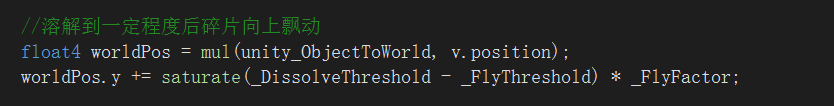 //溶解到一定程度后碎片向上飘动
float4 worldPos = mul(unity_ObjectToWorld, v.position);
worldPos.y += saturate(_DissolveThreshold - _FlyThreshold) * _FlyFactor;